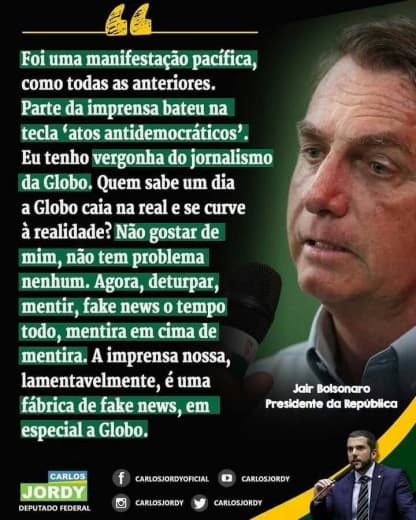 Foi uma manifestação pacífica,
como todas as anteriores.
Parte da imprensa bateu na
tecla ‘atos antidemocráticos’.
Eu tenho vergonha do jornalismo
da Globo. Quem sabe um dia
a Globo caia na real e se curve
à realidade? Não gostar de
mim, não tem problema
nenhum. Agora, deturpar,
mentir, fake news o tempo
todo, mentira em cima de
mentira. A imprensa nossa,
lamentavelmente, é uma
fábrica de fake news, em
especial a Globo.
Jair Bolsonaro
Presidente da República
CARLOS
JORDY
DEPUTADO FEDERAL
CARLOSJORDYOFICIAL
CARLOSJORDY
CARLOSJORDY
CARLOSJORDY